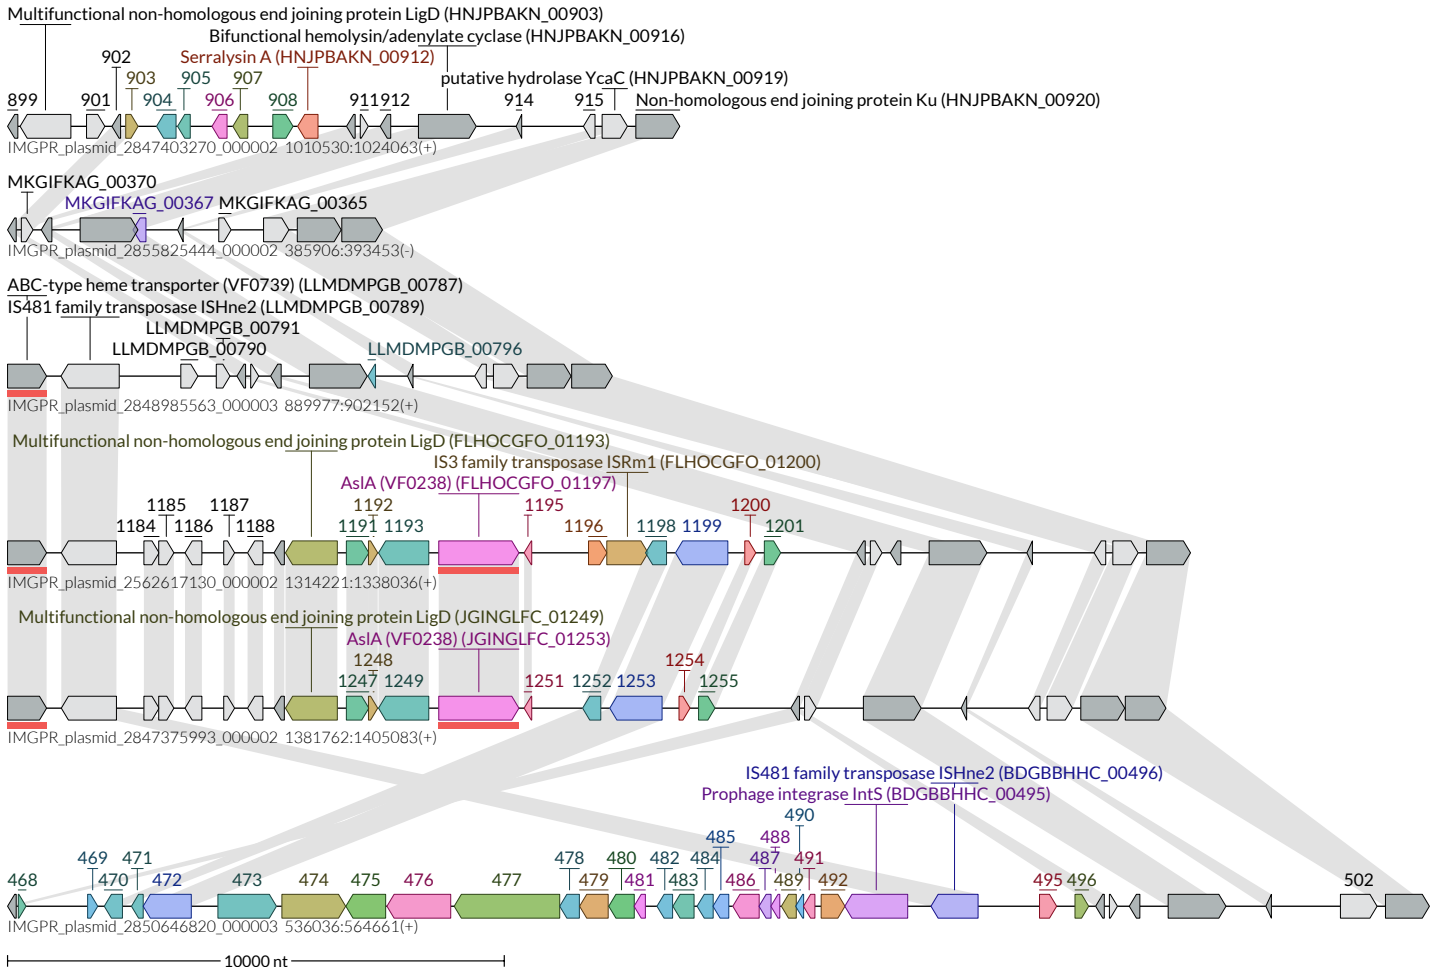 Multifunctional non-homologous end joining protein LigD (HNJPBAKN_00903)
Bifunctional hemolysin/adenylate cyclase (HNJPBAKN_00916)
902 Serralysin A (HNJPBAKN_00912)
903 905 907 putative hydrolase YcaC (HNJPBAKN_00919)
899 901 904 906 908 911 912 914 915 Non-homologous end joining protein Ku (HNJPBAKN_00920)
IMGPR_plasmid_2847403270_000002 1010530:1024063(+)
MKGIFKAG_00370
MKGIFKAG_00367 MKGIFKAG_00365
IMGPR_plasmid_2855825444_000002 385906:393453(-)
ABC-type heme transporter (VF0739) (LLMDMPGB_00787)
IS481 family transposase ISHne2 (LLMDMPGB_00789)
LLMDMPGB_00791
LLMDMPGB_00790 LLMDMPGB_00796
IMGPR_plasmid_2848985563_000003 889977:902152(+)
Multifunctional non-homologous end joining protein LigD (FLHOCGFO_01193)
IS3 family transposase ISRm1 (FLHOCGFO_01200)
AslA (VF0238) (FLHOCGFO_01197)
1185 1187 1192 1195 1200
1184 1186 1188 1191 1193 1196 1198 1199 1201
IMGPR_plasmid_2562617130_000002 1314221:1338036(+)
Multifunctional non-homologous end joining protein LigD (JGINGLFC_01249)
AslA (VF0238) (JGINGLFC_01253)
1248 1254
1247 1249 1251 1252 1253 1255
IMGPR_plasmid_2847375993_000002 1381762:1405083(+)
IS481 family transposase ISHne2 (BDGBBHHC_00496)
Prophage integrase IntS (BDGBBHHC_00495)
490
485 488
469 471 478 480 482 484 487 491
468 470 472 473 474 475 476 477 479 481 483 486 489 492 495 496 502
IMGPR_plasmid_2850646820_000003 536036:564661(+)
10000 nt